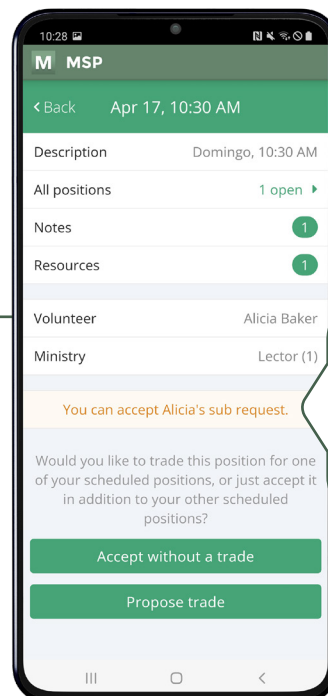 10:28
M MSP
< Back Apr 17, 10:30 AM
Description Domingo, 10:30 AM
All positions 1 open
Notes 1
Resources 1
Volunteer Alicia Baker
Ministry Lector (1)
You can accept Alicia's sub request.
Would you like to trade this position for one
of your scheduled positions, or just accept it
in addition to your other scheduled
positions?
Accept without a trade
Propose trade